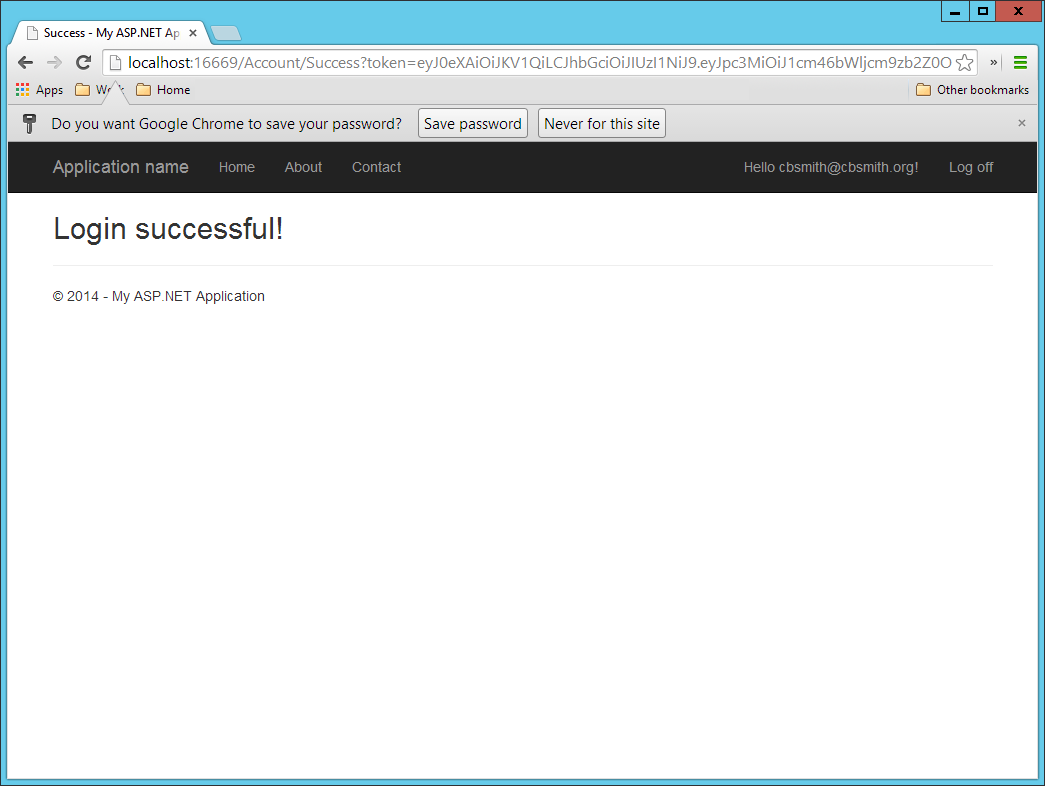 Success - My ASP.NET Ap
localhost:16669/Account/Success?token=eyJ0eXAiOiJKV1QiLCJhbGciOiJIUzI1NiJ9.eyJpc3MiOiJ1cm46bWljcm9zb2Z0O »
Apps Home Other bookmarks
Do you want Google Chrome to save your password? Save password Never for this site
Application name Home About Contact Hello cbsmith@cbsmith.org! Log off
Login successful!
© 2014 - My ASP.NET Application